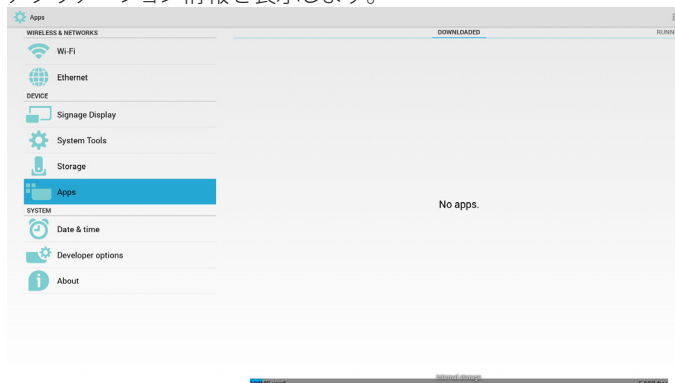 アプリケーション情報を表示します。
Apps
WIRELESS & NETWORKS
Wi-Fi
Ethernet
DEVICE
Signage Display
System Tools
Storage
Apps
SYSTEM
Date & time
Developer options
About
DOWNLOADED
No apps.
Internal storage